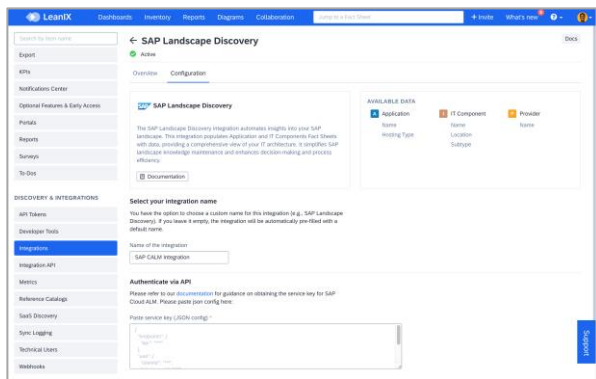 LeanIX Dashboards Inventory Reports Diagrams Collaboration Jump to a Fact Sheet + Invite What's new
Search by item name
Export
KPIs
Notifications Center
Optional Features & Early Access
Portals
Reports
Surveys
To-Dos
DISCOVERY & INTEGRATIONS
API Tokens
Developer Tools
Integrations
Integration API
Metrics
Reference Catalogs
SaaS Discovery
Sync Logging
Technical Users
Webhooks
← SAP Landscape Discovery
Docs
Active
Overview Configuration
SAP SAP Landscape Discovery
The SAP Landscape Discovery integration automates insights into your SAP
landscape. This integration populates Application and IT Components Fact Sheets
with data, providing a comprehensive view of your IT architecture. It simplifies SAP
landscape knowledge maintenance and enhances decision-making and process
efficiency.
Documentation
AVAILABLE DATA
Application IT Component Provider
Name Name Name
Hosting Type Location
Subtype
Select your integration name
You have the option to choose a custom name for this integration (e.g., SAP Landscape
Discovery). If you leave it empty, the integration will be automatically pre-filled with a
default name.
Name of the integration
SAP CALM Integration
Authenticate via API
Please refer to our documentation for guidance on obtaining the service key for SAP
Cloud ALM. Please paste json config here:
Paste service key (JSON config) *
Support